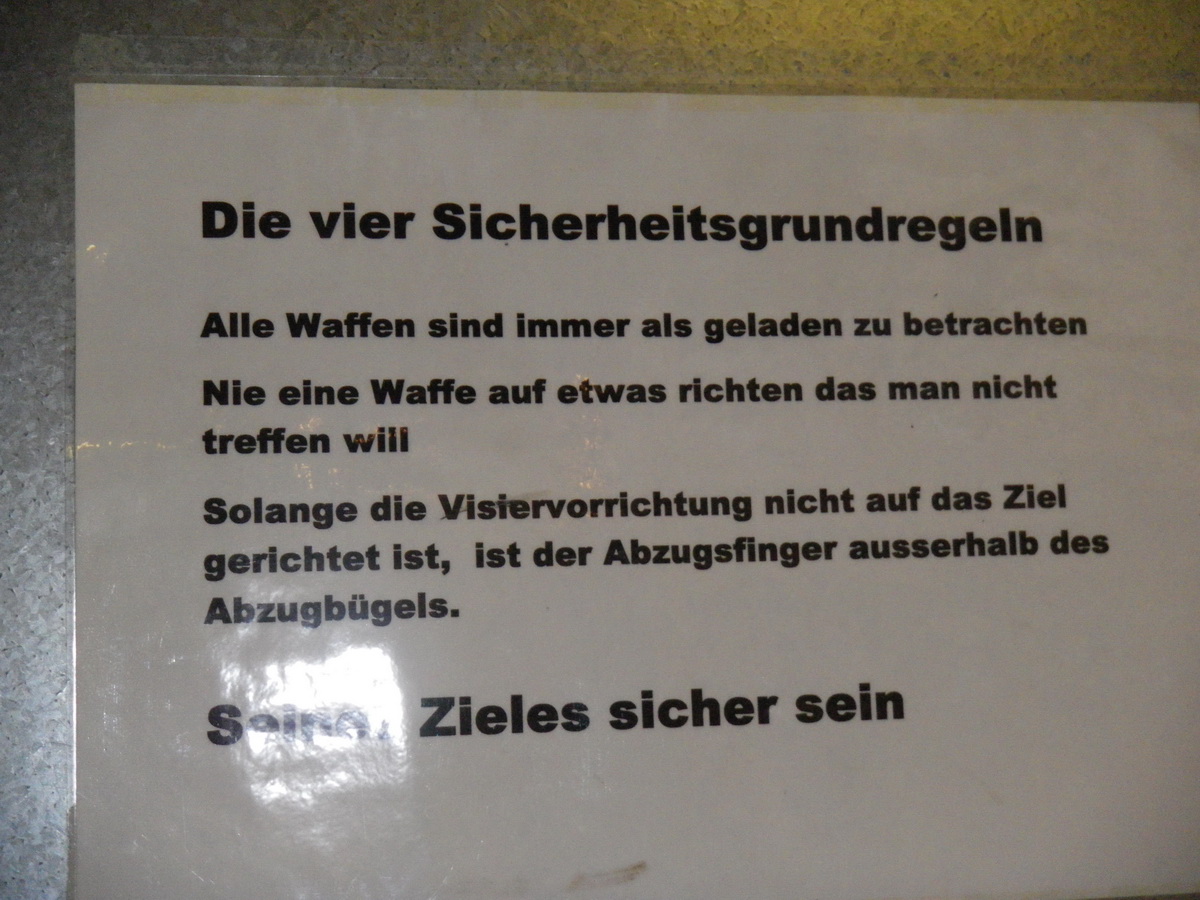 Die vier Sicherheitsgrundregeln
Alle Waffen sind immer als geladen zu betrachten
Nie eine Waffe auf etwas richten das man nicht
treffen will
Solange die Visiervorrichtung nicht auf das Ziel
gerichtet ist, ist der Abzugsfinger ausserhalb des
Abzugbügels.
Zieles sicher sein